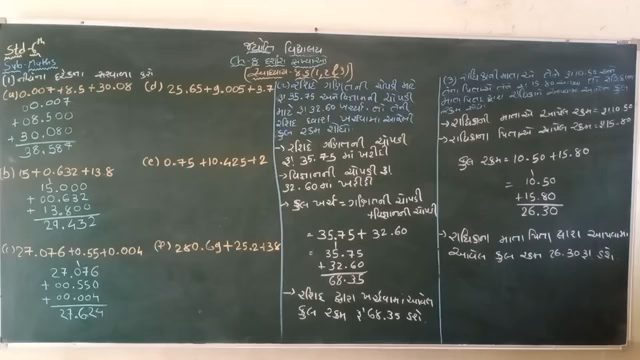 Std-6th
Sub-Maths
જ્યોતિ વિદ્યાલય
Ch-8 દશાંશ સંખ્યાઓ
સ્વાધ્યાય-8.5 (1,2,3)
(1) નીચેના દરેકના સરવાળા કરો
(a) 0.007+8.5+30.08
0.007
+ 08.500
+ 30.080
38.587
(b) 15+0.632+13.8
15.000
+ 00.632
+ 13.800
29.432
(c) 27.076+0.55+0.004
27.076
+ 00.550
+ 00.004
27.624
(d) 25.65+9.005+3.7
(e) 0.75+10.425+2
(f) 280.69+25.2+38
(2) રશિદે ગણિતની ચોપડી માટે
રૂ. 35.75 અને વિજ્ઞાનની ચોપડી
માટે રૂ 32.60 ખર્ચ્યા. તો તેની
રશિદ દ્વારા ખર્ચવામાં આવેલી
કુલ રકમ શોધો.
→ રશિદે ગણિતની ચોપડી
રૂ. 35.75 માં ખરીદી
→ વિજ્ઞાનની ચોપડી રૂ.
32.60 માં ખરીદી
→ કુલ ખર્ચ = ગણિતની ચોપડી
+ વિજ્ઞાનની ચોપડી
= 35.75 + 32.60
= 35.75
+ 32.60
68.35
→ રશિદ દ્વારા ખર્ચવામાં આવેલ
કુલ રકમ રૂ 68.35 હશે.
(3) રાધિકાની માતાએ તેને રૂ.10.50 અને
તેના પિતાએ તેને રૂ. 15.80 આપ્યા તો રાધિકાને
માતા પિતા દ્વારા આપવામાં આવેલ કુલ
રકમ શોધો.
→ રાધિકાની માતાએ આપેલ રકમ = રૂ 10.50
→ રાધિકાના પિતાએ આપેલ રકમ = રૂ.15.80
કુલ રકમ = 10.50 + 15.80
1
= 10.50
+ 15.80
26.30
→ રાધિકાના માતા પિતા દ્વારા આપવામાં
આવેલ કુલ રકમ 26.30 રૂ હશે.